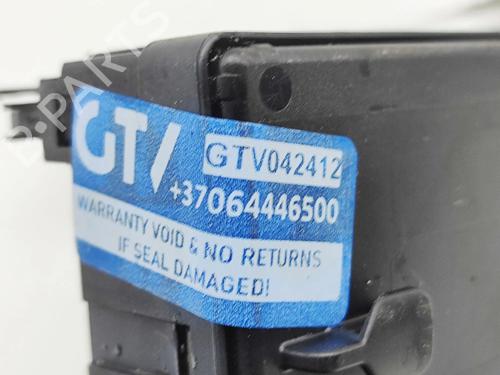 B-PARTS
GTV
GTV042412
+37064446500
WARRANTY VOID & NO RETURNS
IF SEAL DAMAGED!